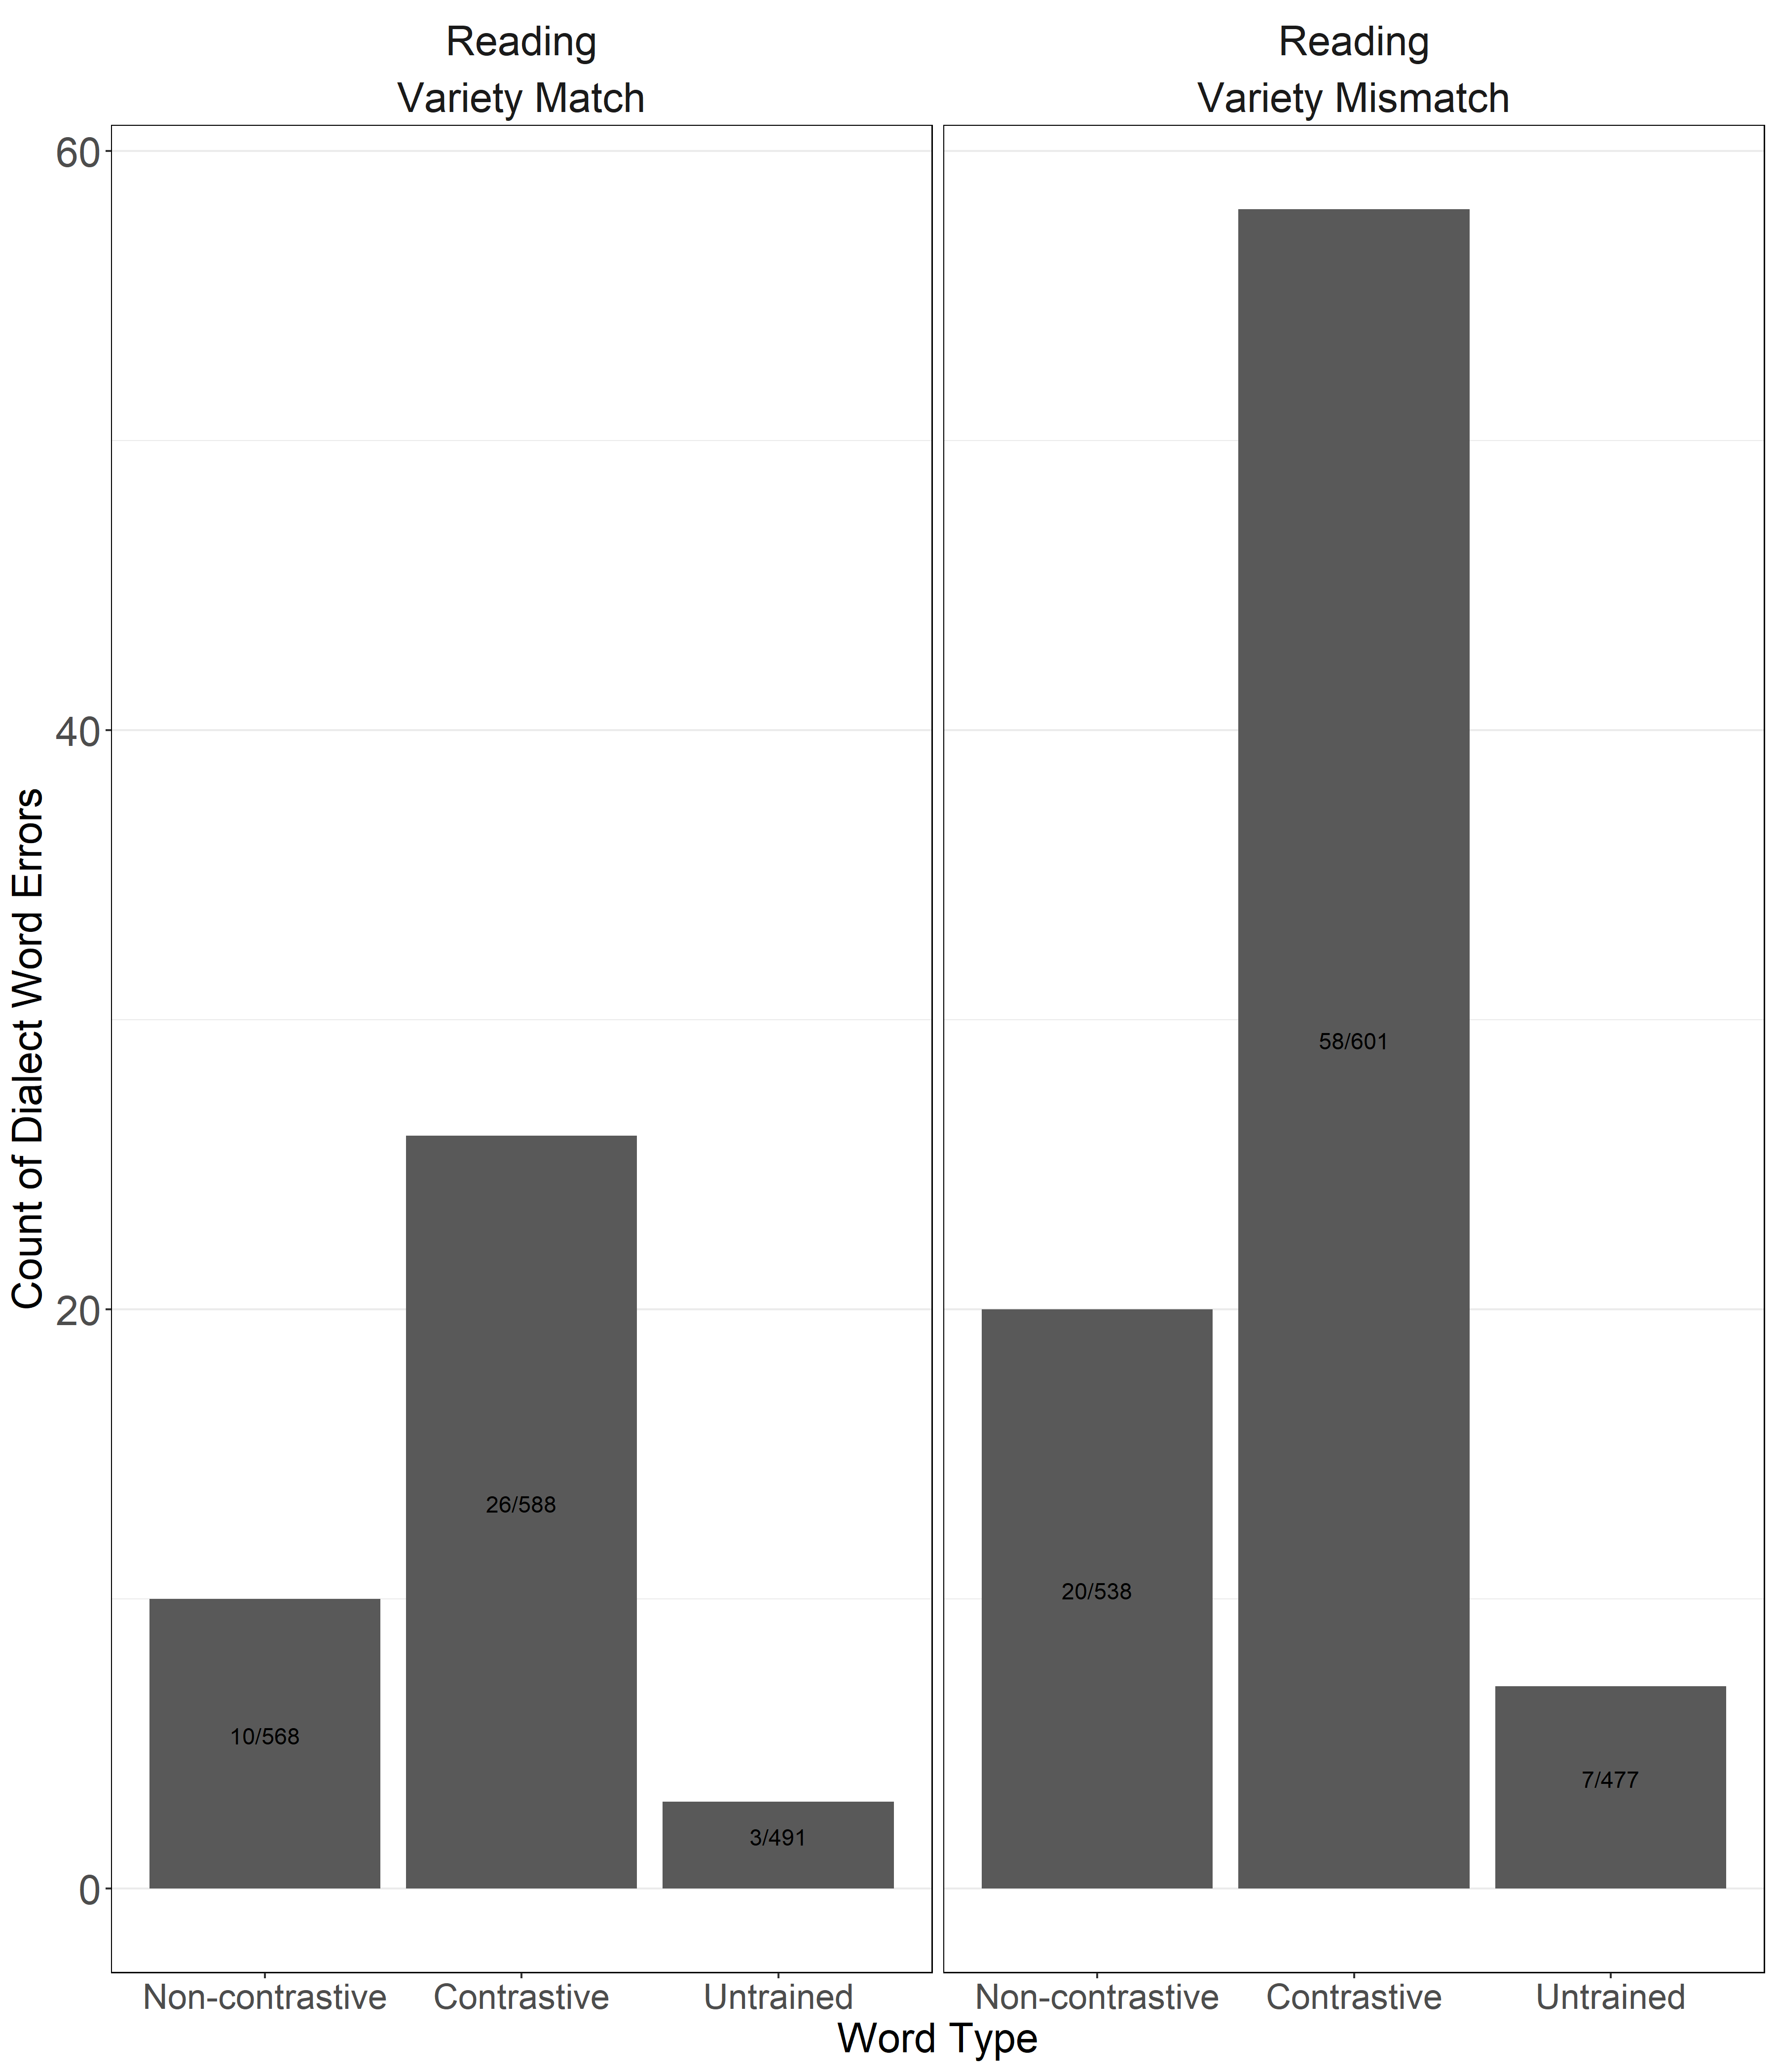 Reading
Variety Match
Reading
Variety Mismatch
Count of Dialect Word Errors
60
40
20
0
10/568
26/588
3/491
20/538
58/601
7/477
Non-contrastive Contrastive Untrained
Non-contrastive Contrastive Untrained
Word Type